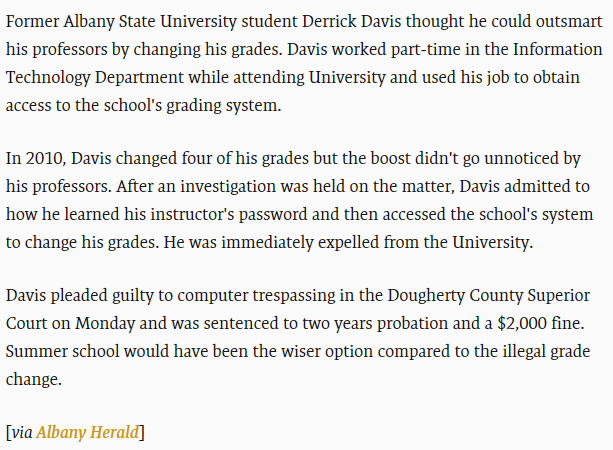 Former Albany State University student Derrick Davis thought he could outsmart
his professors by changing his grades. Davis worked part-time in the Information
Technology Department while attending University and used his job to obtain
access to the school's grading system.
In 2010, Davis changed four of his grades but the boost didn't go unnoticed by
his professors. After an investigation was held on the matter, Davis admitted to
how he learned his instructor's password and then accessed the school's system
to change his grades. He was immediately expelled from the University.
Davis pleaded guilty to computer trespassing in the Dougherty County Superior
Court on Monday and was sentenced to two years probation and a $2,000 fine.
Summer school would have been the wiser option compared to the illegal grade
change.
[via Albany Herald]